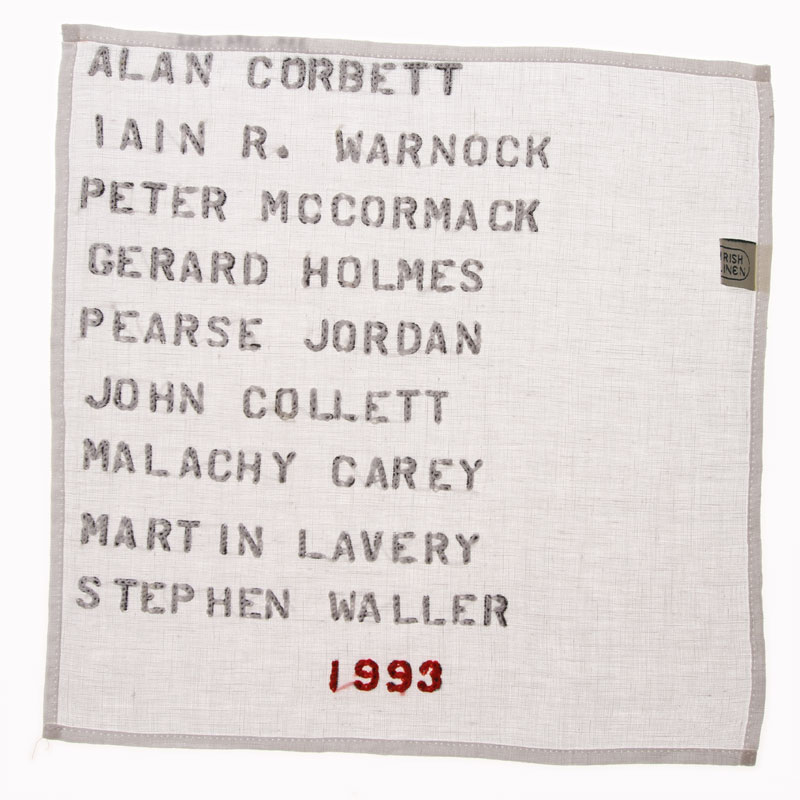 ALAN CORBETT
IAIN R. WARNOCK
PETER MCCORMACK
GERARD HOLMES
PEARSE JORDAN
JOHN COLLETT
MALACHY CAREY
MARTIN LAVERY
STEPHEN WALLER
1993
RISH
LINEN